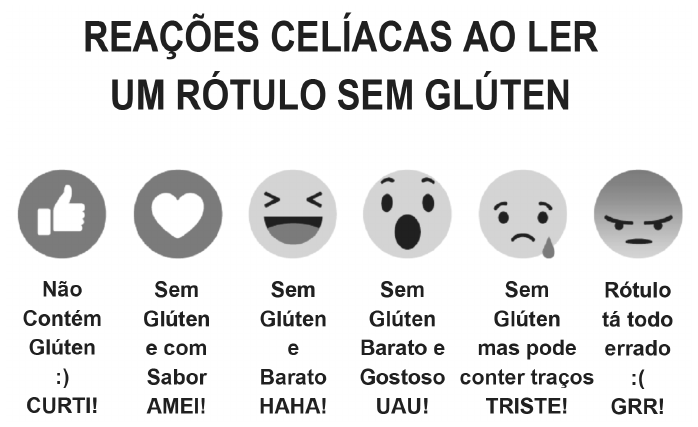 REAÇÕES CELÍACAS AO LER
UM RÓTULO SEM GLÚTEN
Não
Contém
Glúten
:)
CURTI!
Sem
Glúten
e com
Sabor
AMEI!
Sem
Glúten
e
Barato
HAHA!
Sem
Glúten
Barato e
Gostoso
UAU!
Sem
Glúten
mas pode
conter traços
TRISTE!
Rótulo
tá todo
errado
:(
GRR!